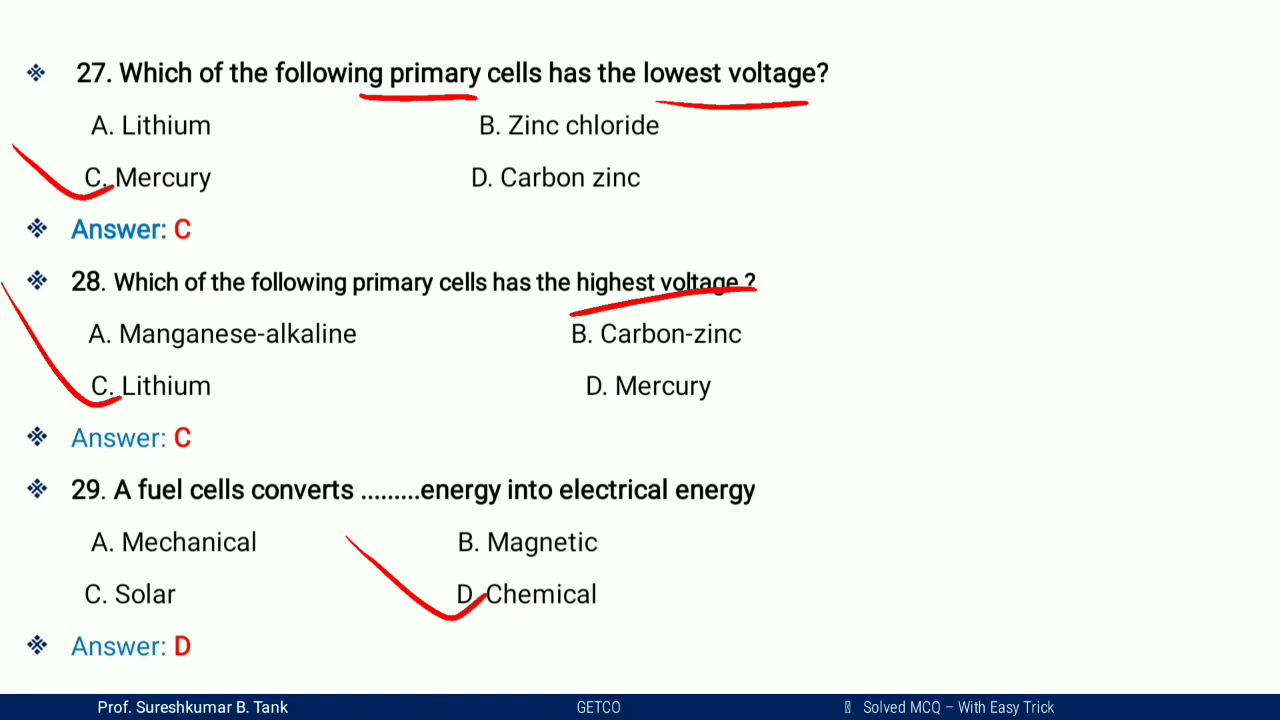 27. Which of the following primary cells has the lowest voltage?
A. Lithium B. Zinc chloride
C. Mercury D. Carbon zinc
Answer: C
28. Which of the following primary cells has the highest voltage ?
A. Manganese-alkaline B. Carbon-zinc
C. Lithium D. Mercury
Answer: C
29. A fuel cells converts .........energy into electrical energy
A. Mechanical B. Magnetic
C. Solar D. Chemical
Answer: D
Prof. Sureshkumar B. Tank GETCO Solved MCQ – With Easy Trick